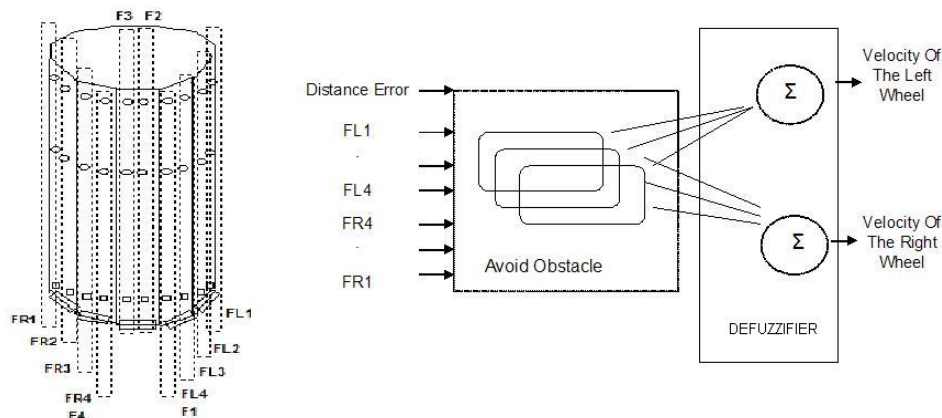 F3 F2
FR1
FR2
FR3
FR4
F4
FL1
FL2
FL3
FL4
F1
Distance Error
FL1
.
FL4
FR4
.
FR1
Avoid Obstacle
Σ
Σ
DEFUZZIFIER
Velocity Of
The Left
Wheel
Velocity Of
The Right
Wheel